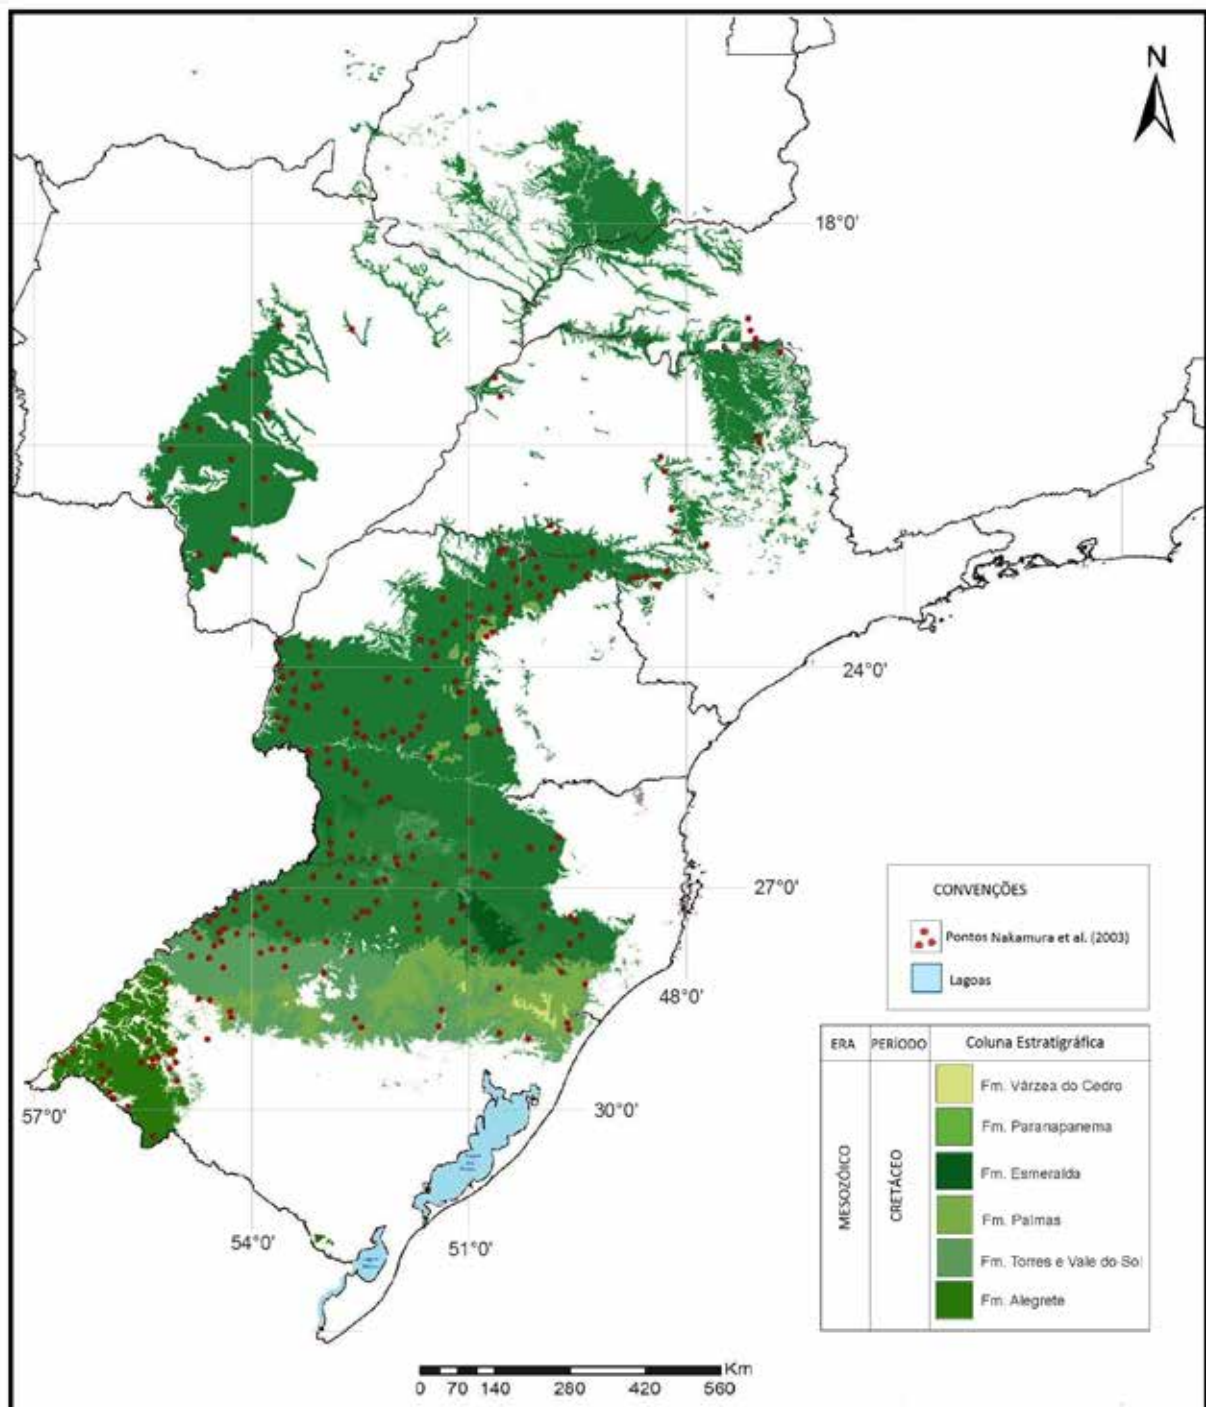 N
18°0'
24°0'
27°0'
48°0'
57°0'
30°0'
54°0'
51°0'
CONVENÇÕES
Pontos Nakamura et al. (2003)
Lagoas
ERA PERÍODO Coluna Estratigráfica
MESOZÓICO
CRETÁCEO
Fm. Várzea do Cedro
Fm. Paranapanema
Fm. Esmeralda
Fm. Palmas
Fm. Torres e Vale do Sol
Fm. Alegrete
Km
0 70 140 280 420 560